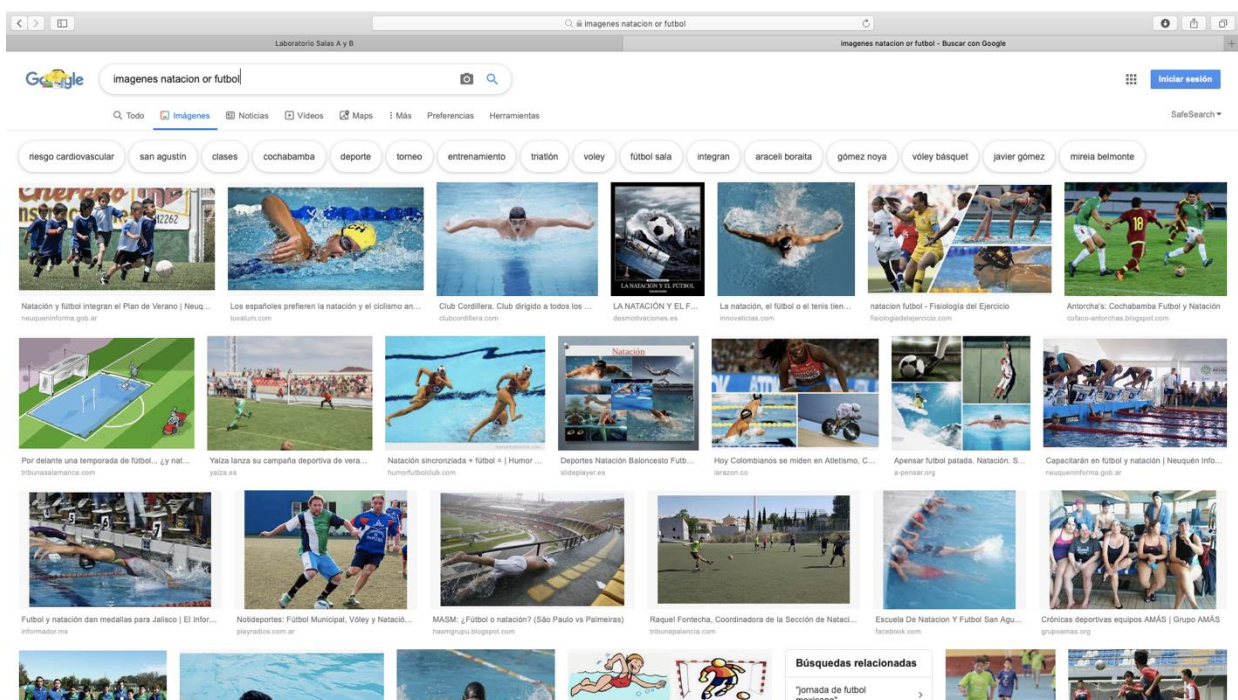 imagenes natacion or futbol
Laboratorio Salas A y B
imagenes natacion or futbol - Buscar con Google
Google
imagenes natacion or futbol
Iniciar sesión
Todo Imágenes Noticias Vídeos Maps Más Preferencias Herramientas
SafeSearch
riesgo cardiovascular san agustín clases cochabamba deporte torneo entrenamiento triatlón voley fútbol sala integran araceli boraita gómez noya vóley básquet javier gómez mireia belmonte
12262
LA NATACIÓN Y EL FÚTBOL
18
Natación y fútbol integran el Plan de Verano | Neuq...
neuqueninforma.gob.ar
Los españoles prefieren la natación y el ciclismo an...
tuvalum.com
Club Cordillera. Club dirigido a todos los ...
clubcordillera.com
LA NATACIÓN Y EL F...
desmotivaciones.es
La natación, el fútbol o el tenis tien...
innovaticias.com
natacion futbol - Fisiología del Ejercicio
fisiologiadelejercicio.com
Antorcha's: Cochabamba Futbol y Natación
cofaco-antorchas.blogspot.com
Natación
Por delante una temporada de fútbol... ¿y nat...
tribunasalamanca.com
Yaiza lanza su campaña deportiva de vera...
yaiza.es
Natación sincronziada + fútbol = | Humor ...
humorfutbolclub.com
Deportes Natación Baloncesto Futb...
slideplayer.es
Hoy Colombianos se miden en Atletismo, C...
larazon.co
Apensar futbol patada. Natación. S...
a-pensar.org
Capacitarán en fútbol y natación | Neuquén Info...
neuqueninforma.gob.ar
5 6 7
Futbol y natación dan medallas para Jalisco | El Infor...
informador.mx
Notideportes: Fútbol Municipal, Vóley y Natació...
playradios.com.ar
MASM: ¿Fútbol o natación? (São Paulo vs Palmeiras)
hasmgrupu.blogspot.com
Raquel Fontecha, Coordinadora de la Sección de Nataci...
tribunapalencia.com
Escuela De Natacion Y Futbol San Agu...
facebook.com
Crónicas deportivas equipos AMÁS | Grupo AMÁS
grupoamas.org
Búsquedas relacionadas
"jornada de futbol
mexicano"